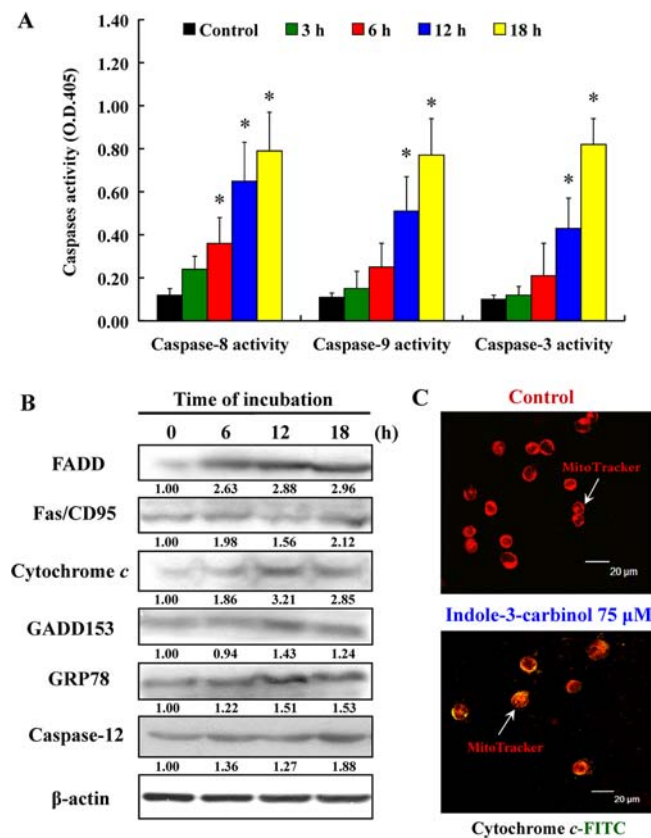 A
Control 3 h 6 h 12 h 18 h
Caspases activity (O.D.405)
1.40
1.20
1.00
0.80
0.60
0.40
0.20
0.00
* * *
* *
* *
Caspase-8 activity Caspase-9 activity Caspase-3 activity
B
Time of incubation
0 6 12 18 (h)
FADD
1.00 2.63 2.88 2.96
Fas/CD95
1.00 1.98 1.56 2.12
Cytochrome c
1.00 1.86 3.21 2.85
GADD153
1.00 0.94 1.43 1.24
GRP78
1.00 1.22 1.51 1.53
Caspase-12
1.00 1.36 1.27 1.88
β-actin
C
Control
MitoTracker
20 µm
Indole-3-carbinol 75 µM
MitoTracker
20 µm
Cytochrome c-FITC